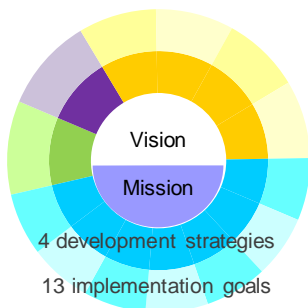 Vision
Mission
4 development strategies
13 implementation goals